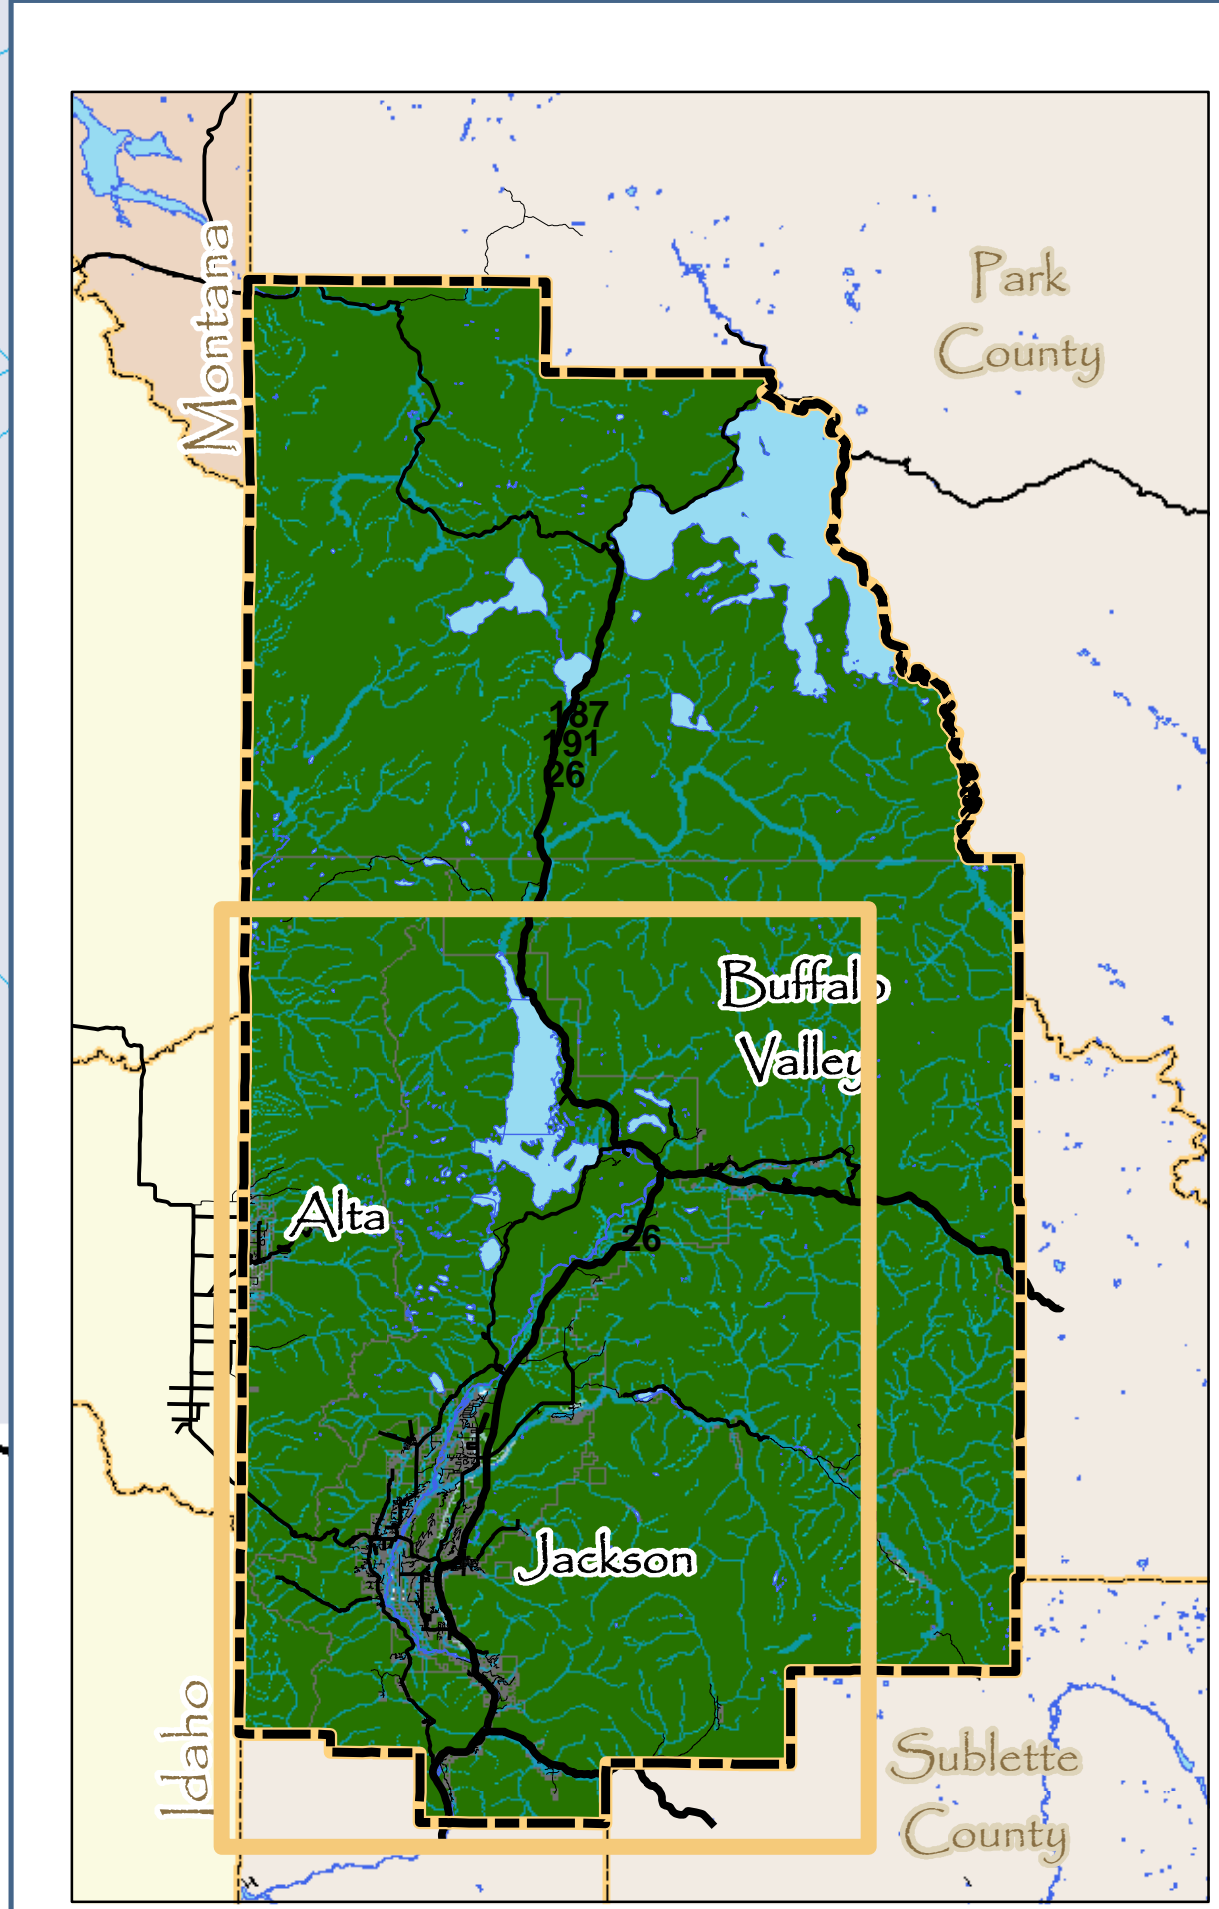 Park
County
Montana
187
191
26
Buffalo
Valley
Alta
26
Jackson
Idaho
Sublette
County